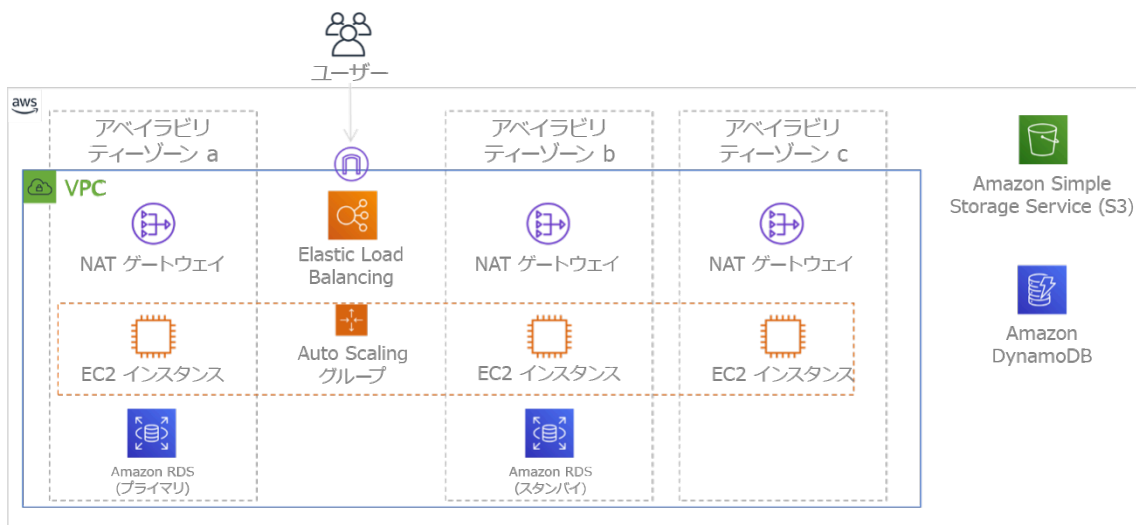 ユーザー
aws
アベイラビリ
ティーゾーン a
アベイラビリ
ティーゾーン b
アベイラビリ
ティーゾーン c
VPC
Amazon Simple
Storage Service (S3)
NAT ゲートウェイ
Elastic Load
Balancing
NAT ゲートウェイ
NAT ゲートウェイ
Amazon
DynamoDB
EC2 インスタンス
Auto Scaling
グループ
EC2 インスタンス
EC2 インスタンス
Amazon RDS
(プライマリ)
Amazon RDS
(スタンバイ)